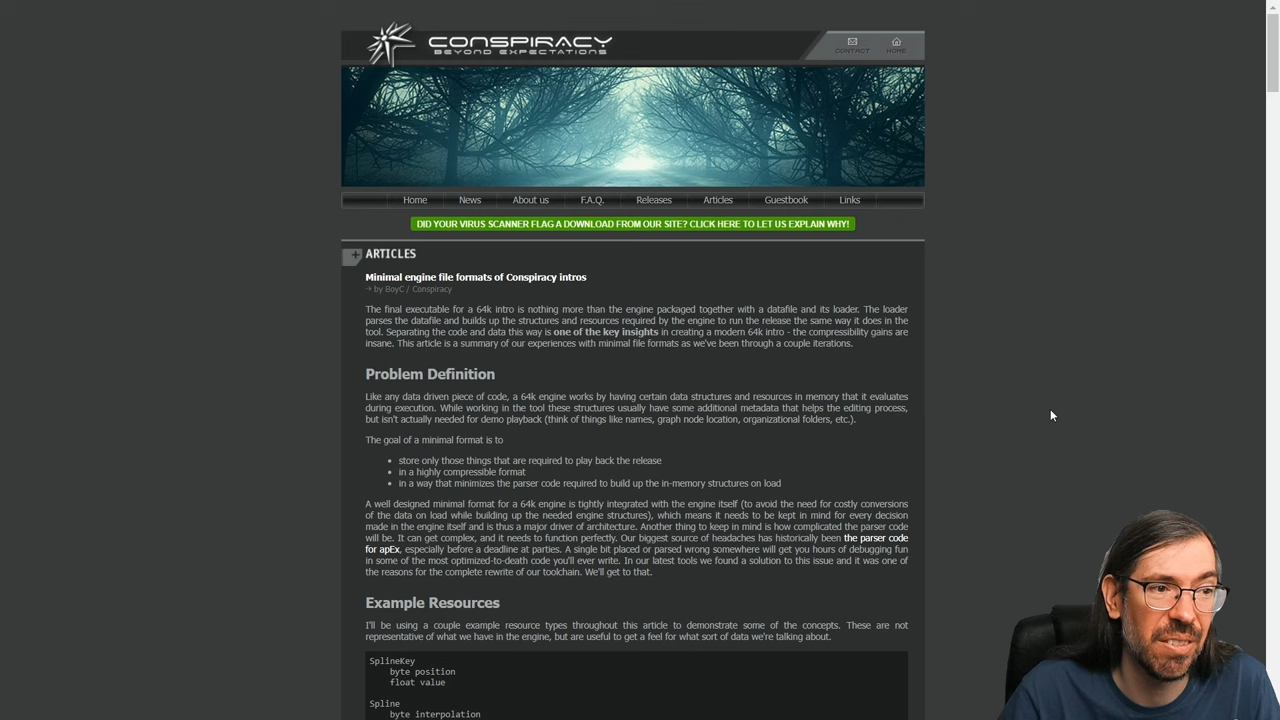 CONSPIRACY
BEYOND EXPECTATIONS
CONTACT HOME
Home News About us F.A.Q. Releases Articles Guestbook Links
DID YOUR VIRUS SCANNER FLAG A DOWNLOAD FROM OUR SITE? CLICK HERE TO LET US EXPLAIN WHY!
ARTICLES
Minimal engine file formats of Conspiracy intros
→ by BoyC / Conspiracy
The final executable for a 64k intro is nothing more than the engine packaged together with a datafile and its loader. The loader
parses the datafile and builds up the structures and resources required by the engine to run the release the same way it does in the
tool. Separating the code and data this way is one of the key insights in creating a modern 64k intro - the compressibility gains are
insane. This article is a summary of our experiences with minimal file formats as we've been through a couple iterations.
Problem Definition
Like any data driven piece of code, a 64k engine works by having certain data structures and resources in memory that it evaluates
during execution. While working in the tool these structures usually have some additional metadata that helps the editing process,
but isn't actually needed for demo playback (think of things like names, graph node location, organizational folders, etc.).
The goal of a minimal format is to
• store only those things that are required to play back the release
• in a highly compressible format
• in a way that minimizes the parser code required to build up the in-memory structures on load
A well designed minimal format for a 64k engine is tightly integrated with the engine itself (to avoid the need for costly conversions
of the data on load while building up the needed engine structures), which means it needs to be kept in mind for every decision
made in the engine itself and is thus a major driver of architecture. Another thing to keep in mind is how complicated the parser code
will be. It can get complex, and it needs to function perfectly. Our biggest source of headaches has historically been the parser code
for apEx, especially before a deadline at parties. A single bit placed or parsed wrong somewhere will get you hours of debugging fun
in some of the most optimized-to-death code you'll ever write. In our latest tools we found a solution to this issue and it was one of
the reasons for the complete rewrite of our toolchain. We'll get to that.
Example Resources
I'll be using a couple example resource types throughout this article to demonstrate some of the concepts. These are not
representative of what we have in the engine, but are useful to get a feel for what sort of data we're talking about.
SplineKey
byte position
float value
Spline
byte interpolation